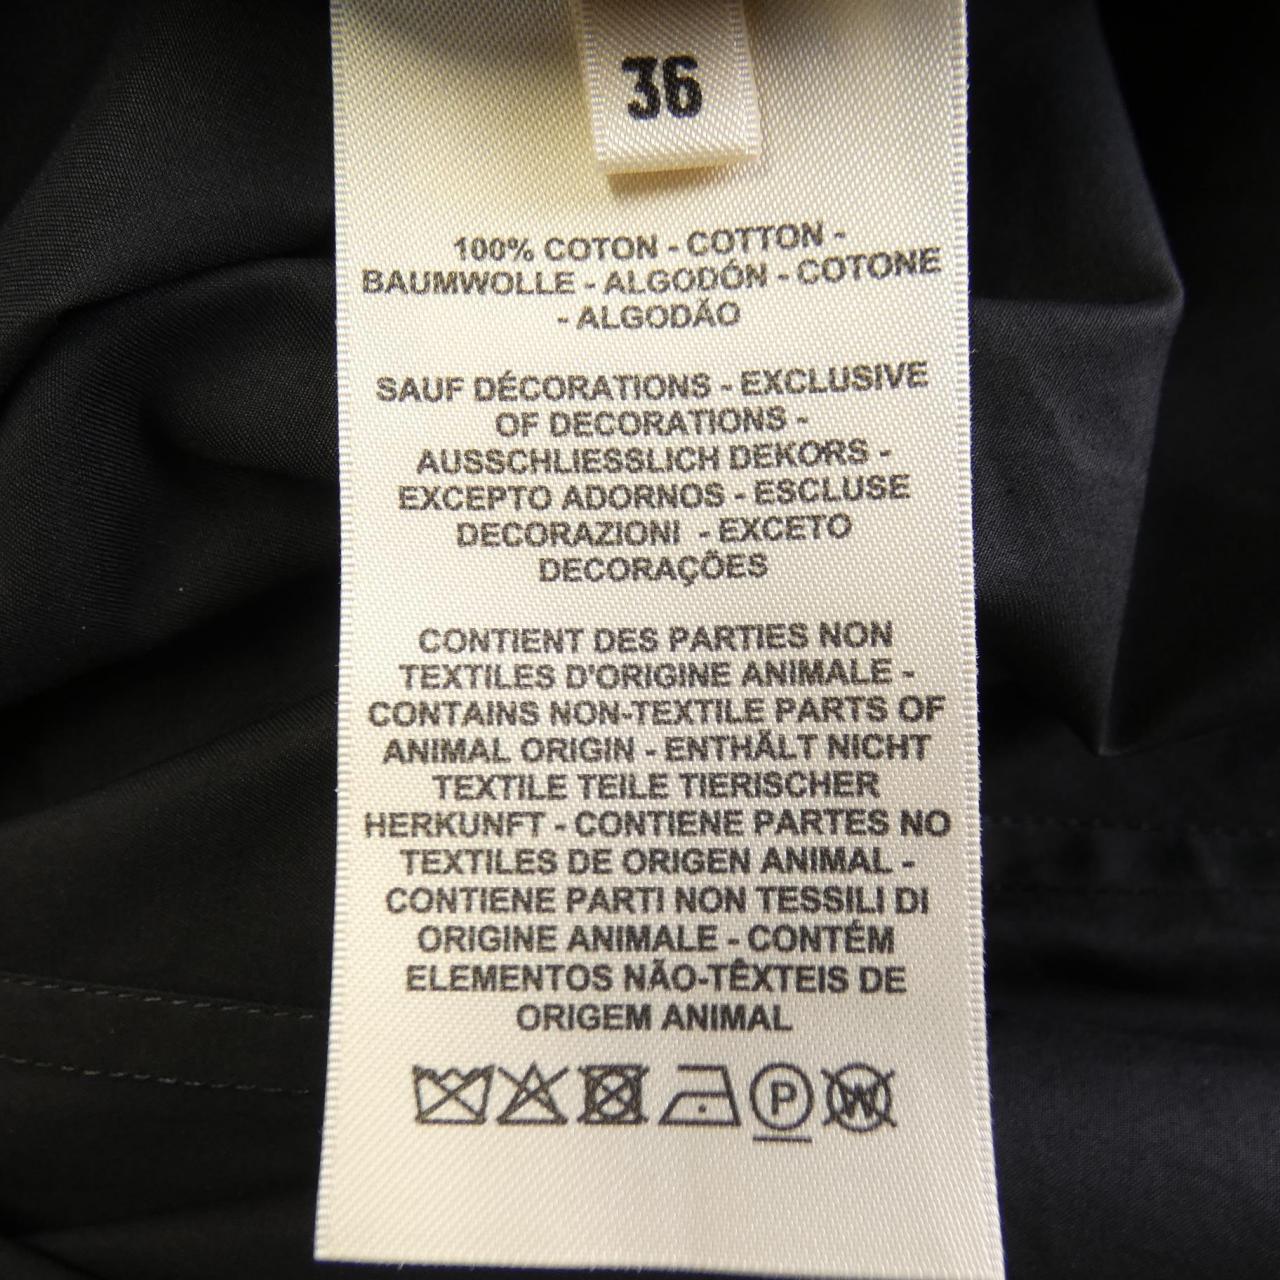 36
100% COTON - COTTON -
BAUMWOLLE - ALGODÓN - COTONE
- ALGODÃO
SAUF DÉCORATIONS - EXCLUSIVE
OF DECORATIONS -
AUSSCHLIESSLICH DEKORS -
EXCEPTO ADORNOS - ESCLUSE
DECORAZIONI - EXCETO
DECORAÇÕES
CONTIENT DES PARTIES NON
TEXTILES D'ORIGINE ANIMALE -
CONTAINS NON-TEXTILE PARTS OF
ANIMAL ORIGIN - ENTHÄLT NICHT
TEXTILE TEILE TIERISCHER
HERKUNFT - CONTIENE PARTES NO
TEXTILES DE ORIGEN ANIMAL -
CONTIENE PARTI NON TESSILI DI
ORIGINE ANIMALE - CONTÉM
ELEMENTOS NÃO-TÊXTEIS DE
ORIGEM ANIMAL
P W